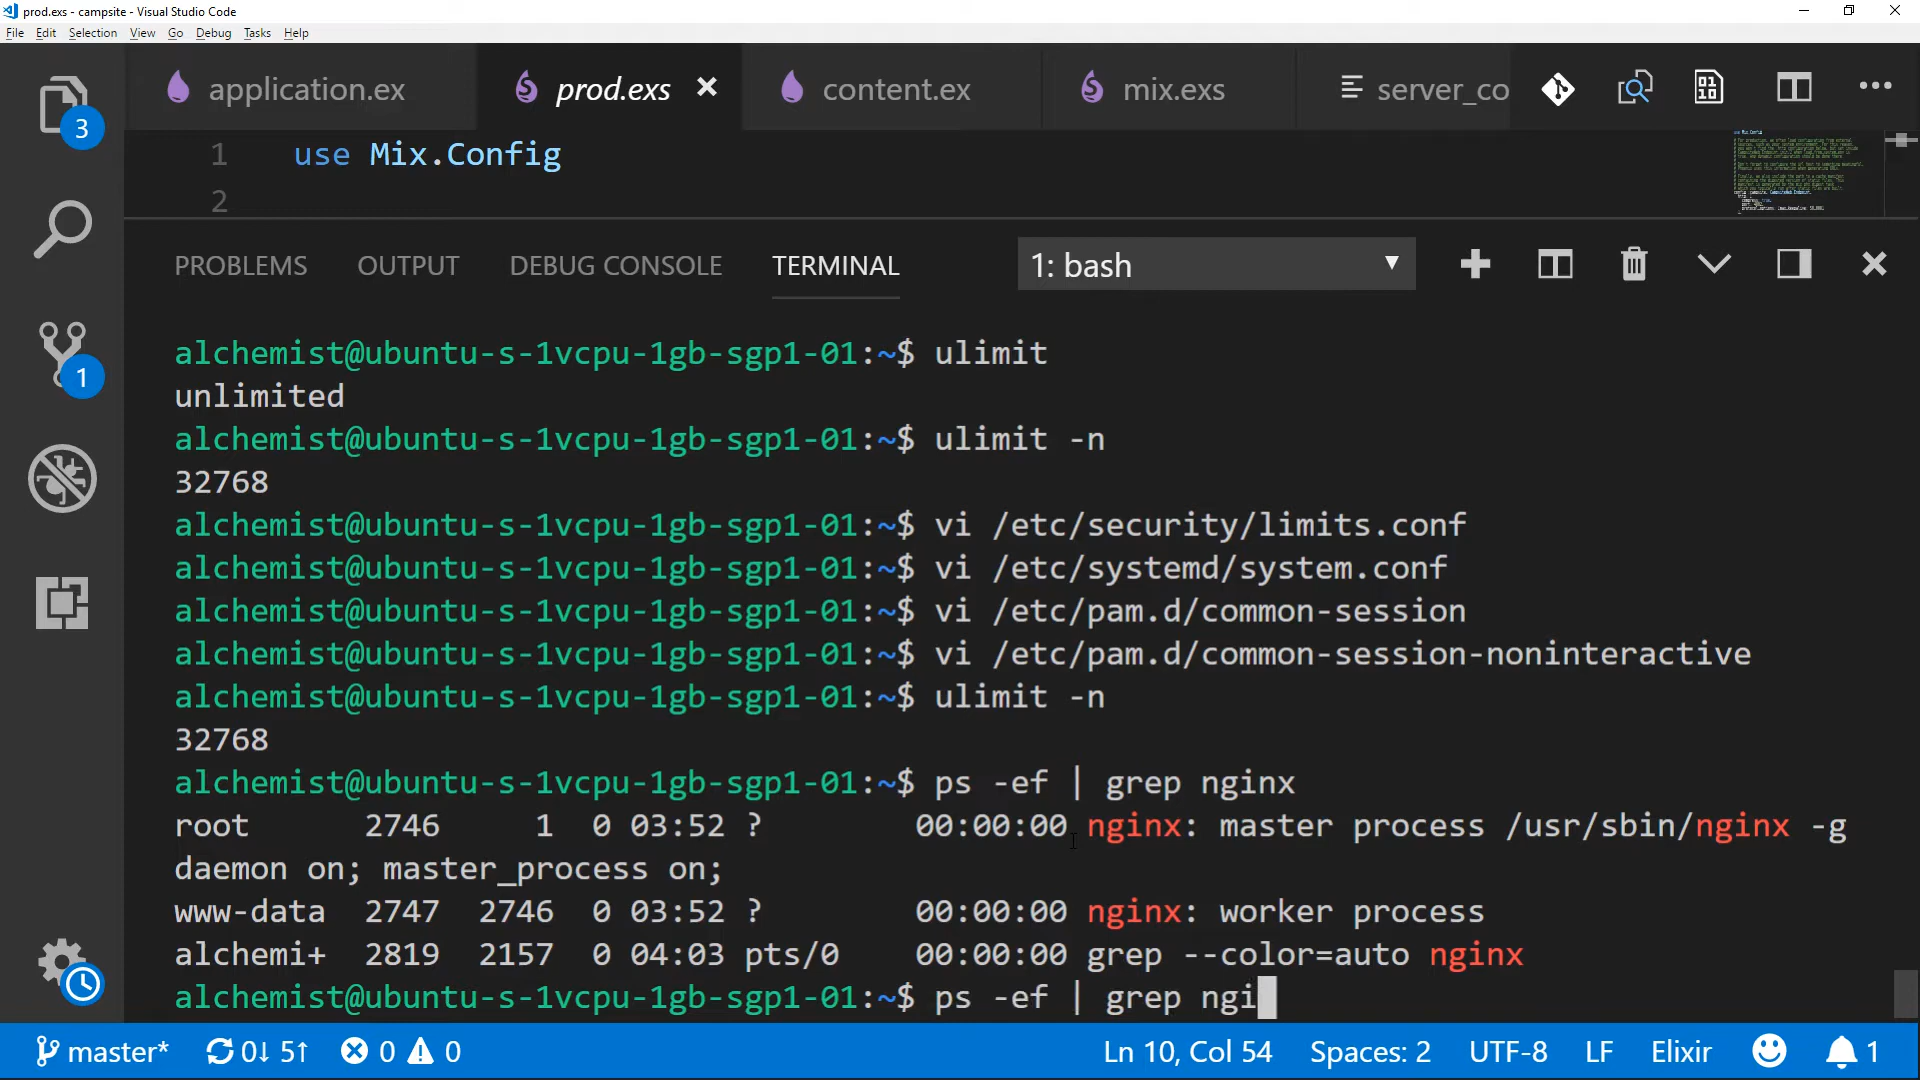 prod.exs - campsite - Visual Studio Code
File Edit Selection View Go Debug Tasks Help
application.ex prod.exs content.ex mix.exs server_co
1 use Mix.Config
2
PROBLEMS OUTPUT DEBUG CONSOLE TERMINAL 1: bash
alchemist@ubuntu-s-1vcpu-1gb-sgp1-01:~$ ulimit
unlimited
alchemist@ubuntu-s-1vcpu-1gb-sgp1-01:~$ ulimit -n
32768
alchemist@ubuntu-s-1vcpu-1gb-sgp1-01:~$ vi /etc/security/limits.conf
alchemist@ubuntu-s-1vcpu-1gb-sgp1-01:~$ vi /etc/systemd/system.conf
alchemist@ubuntu-s-1vcpu-1gb-sgp1-01:~$ vi /etc/pam.d/common-session
alchemist@ubuntu-s-1vcpu-1gb-sgp1-01:~$ vi /etc/pam.d/common-session-noninteractive
alchemist@ubuntu-s-1vcpu-1gb-sgp1-01:~$ ulimit -n
32768
alchemist@ubuntu-s-1vcpu-1gb-sgp1-01:~$ ps -ef | grep nginx
root 2746 1 0 03:52 ? 00:00:00 nginx: master process /usr/sbin/nginx -g
daemon on; master_process on;
www-data 2747 2746 0 03:52 ? 00:00:00 nginx: worker process
alchemi+ 2819 2157 0 04:03 pts/0 00:00:00 grep --color=auto nginx
alchemist@ubuntu-s-1vcpu-1gb-sgp1-01:~$ ps -ef | grep ngi
3
1
master* 0↓ 5↑ 0 0 Ln 10, Col 54 Spaces: 2 UTF-8 LF Elixir 1